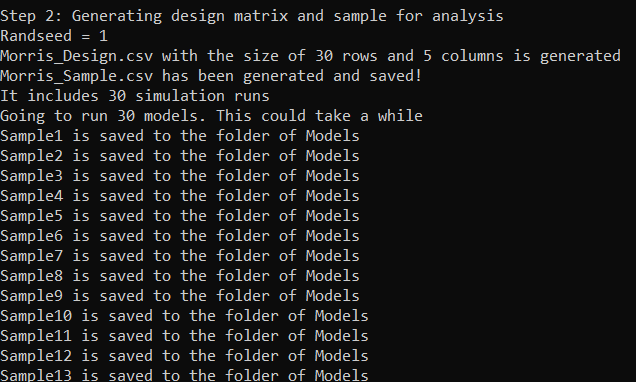 Step 2: Generating design matrix and sample for analysis
Randseed = 1
Morris_Design.csv with the size of 30 rows and 5 columns is generated
Morris_Sample.csv has been generated and saved!
It includes 30 simulation runs
Going to run 30 models. This could take a while
Sample1 is saved to the folder of Models
Sample2 is saved to the folder of Models
Sample3 is saved to the folder of Models
Sample4 is saved to the folder of Models
Sample5 is saved to the folder of Models
Sample6 is saved to the folder of Models
Sample7 is saved to the folder of Models
Sample8 is saved to the folder of Models
Sample9 is saved to the folder of Models
Sample10 is saved to the folder of Models
Sample11 is saved to the folder of Models
Sample12 is saved to the folder of Models
Sample13 is saved to the folder of Models